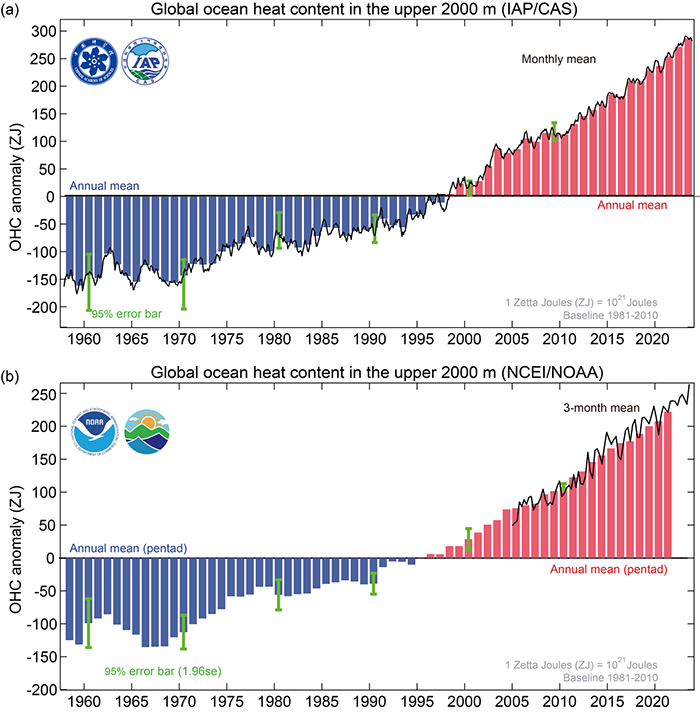 (a)
Global ocean heat content in the upper 2000 m (IAP/CAS)
300
250
200
150
100
50
0
-50
-100
-150
-200
OHC anomaly (ZJ)
IAP
Monthly mean
Annual mean
Annual mean
95% error bar
1 Zetta Joules (ZJ) = 10²¹ Joules
Baseline 1981-2010
1960 1965 1970 1975 1980 1985 1990 1995 2000 2005 2010 2015 2020
(b)
Global ocean heat content in the upper 2000 m (NCEI/NOAA)
250
200
150
100
50
0
-50
-100
-150
-200
OHC anomaly (ZJ)
NOAA
3-month mean
Annual mean (pentad)
Annual mean (pentad)
95% error bar (1.96se)
1 Zetta Joules (ZJ) = 10²¹ Joules
Baseline 1981-2010
1960 1965 1970 1975 1980 1985 1990 1995 2000 2005 2010 2015 2020